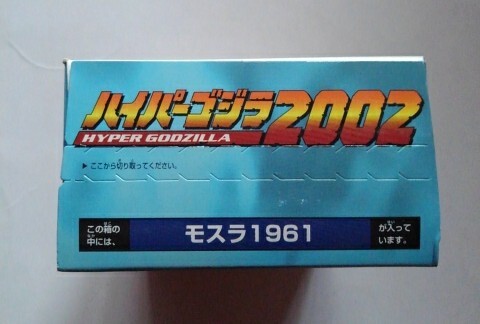 ハイパーゴジラ2002
HYPER GODZILLA
▶ここから切り取ってください。
この箱の
中には、
モスラ1961
が入って
います。